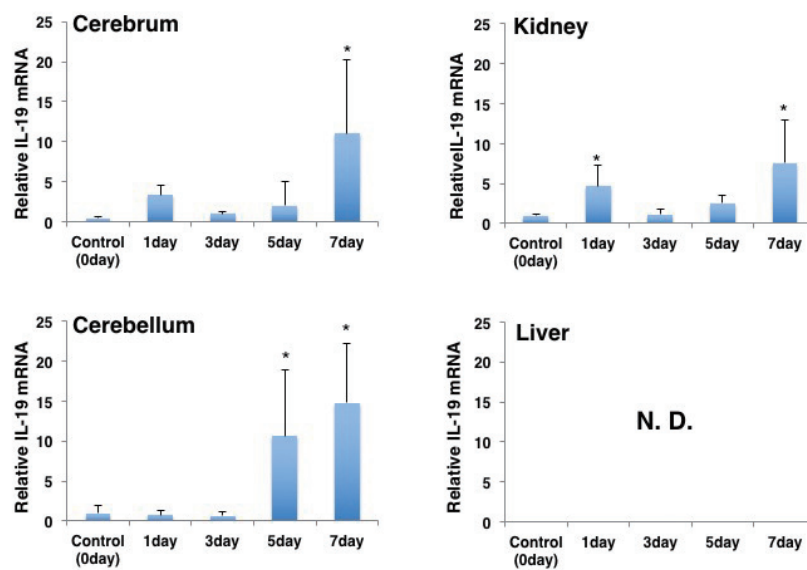 Cerebrum
Relative IL-19 mRNA
25
20
15
10
5
0
*
Control
(0day)
1day
3day
5day
7day
Kidney
RelativeIL-19 mRNA
25
20
15
10
5
0
*
*
Control
(0day)
1day
3day
5day
7day
Cerebellum
Relative IL-19 mRNA
25
20
15
10
5
0
*
*
Control
(0day)
1day
3day
5day
7day
Liver
Relative IL-19 mRNA
25
20
15
10
5
0
N. D.
Control
(0day)
1day
3day
5day
7day